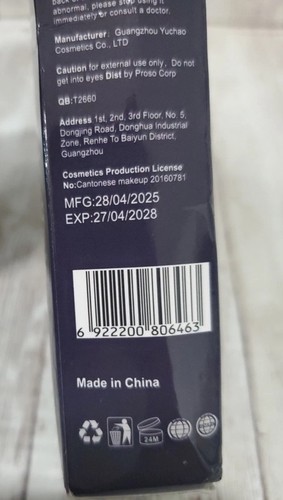 abnormal, please stop using it
immediately or consult a doctor.
Manufacturer: Guangzhou Yuchao
Cosmetics Co., LTD
Caution for external use only, Do not
get into eyes Dist by Proso Corp
QB:T2660
Address 1st, 2nd, 3rd Floor, No. 5,
Dongjing Road, Donghua Industrial
Zone, Renhe To Baiyun District,
Guangzhou
Cosmetics Production License
No:Cantonese makeup 20160781
MFG:28/04/2025
EXP:27/04/2028
6 922200 806463
Made in China
24M